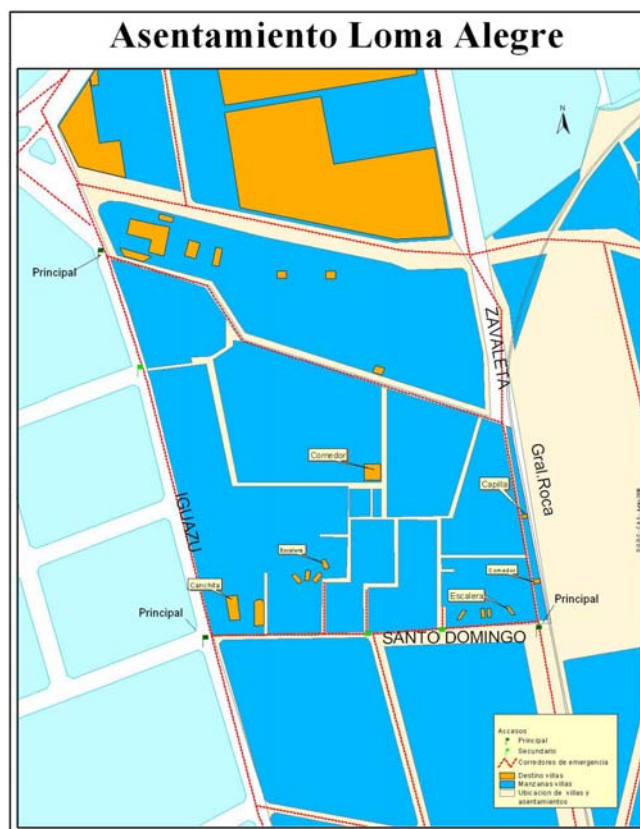 Asentamiento Loma Alegre
N
Principal
ZAVALETA
Gral.Roca
Comedor
Capilla
IGUAZU
Escalera
Canchita
Comedor
Escalera
Principal
Principal
SANTO DOMINGO
Accesos
Principal
Secundario
Corredores de emergencia
Destino villas
Manzanas villas
Ubicacion de villas y
asentamientos